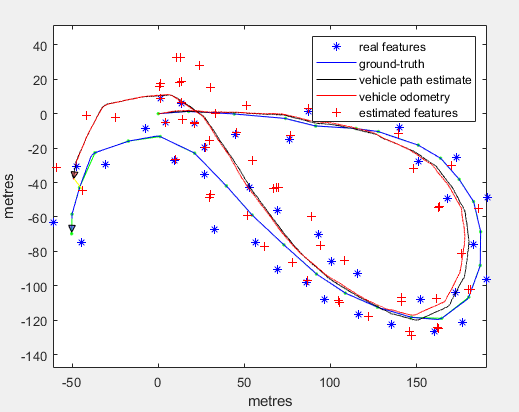 40
20
0
-20
-40
-60
-80
-100
-120
-140
metres
-50
0
50
100
150
metres
real features
ground-truth
vehicle path estimate
vehicle odometry
estimated features